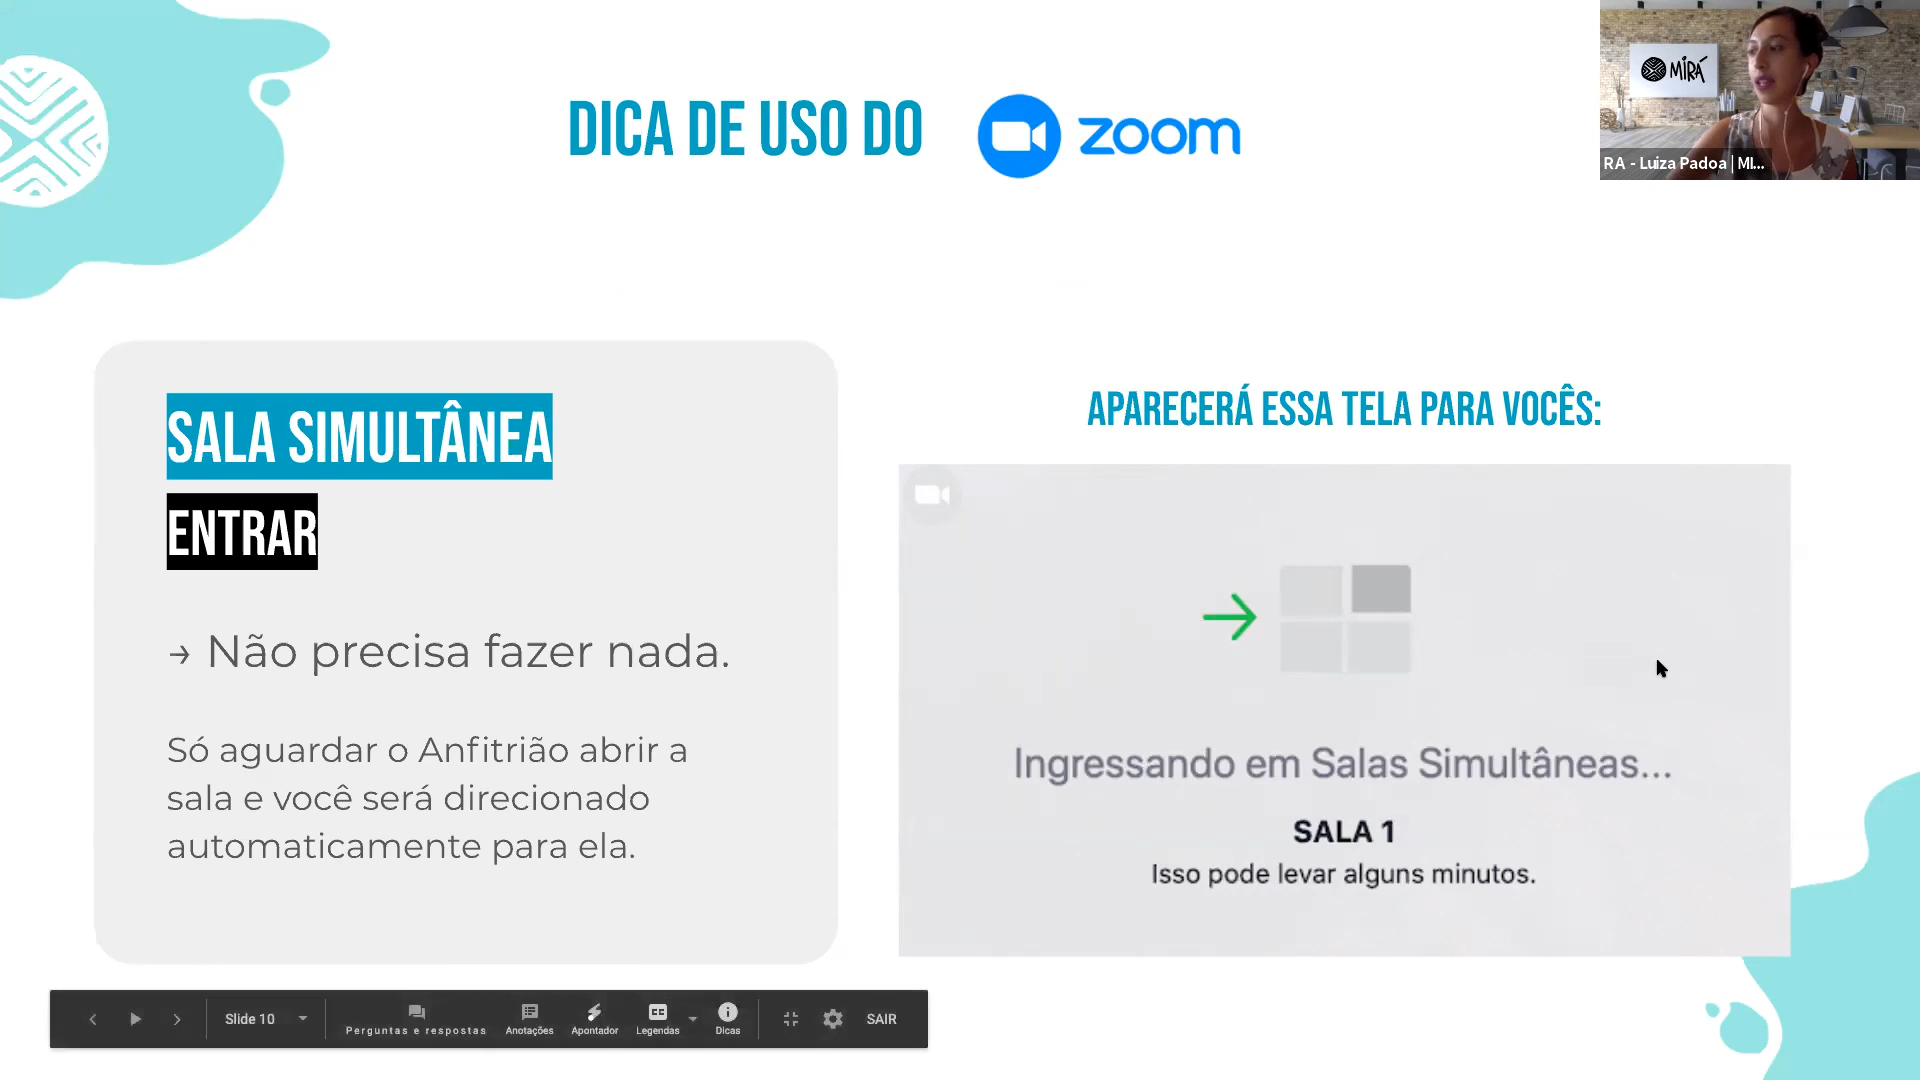 DICA DE USO DO
zoom
MIRÁ
RA - Luiza Padoa | MI...
SALA SIMULTÂNEA
ENTRAR
→ Não precisa fazer nada.
Só aguardar o Anfitrião abrir a
sala e você será direcionado
automaticamente para ela.
APARECERÁ ESSA TELA PARA VOCÊS:
Ingressando em Salas Simultâneas...
SALA 1
Isso pode levar alguns minutos.
Slide 10
Perguntas e respostas
Anotações
Apontador
CC
Legendas
Dicas
SAIR